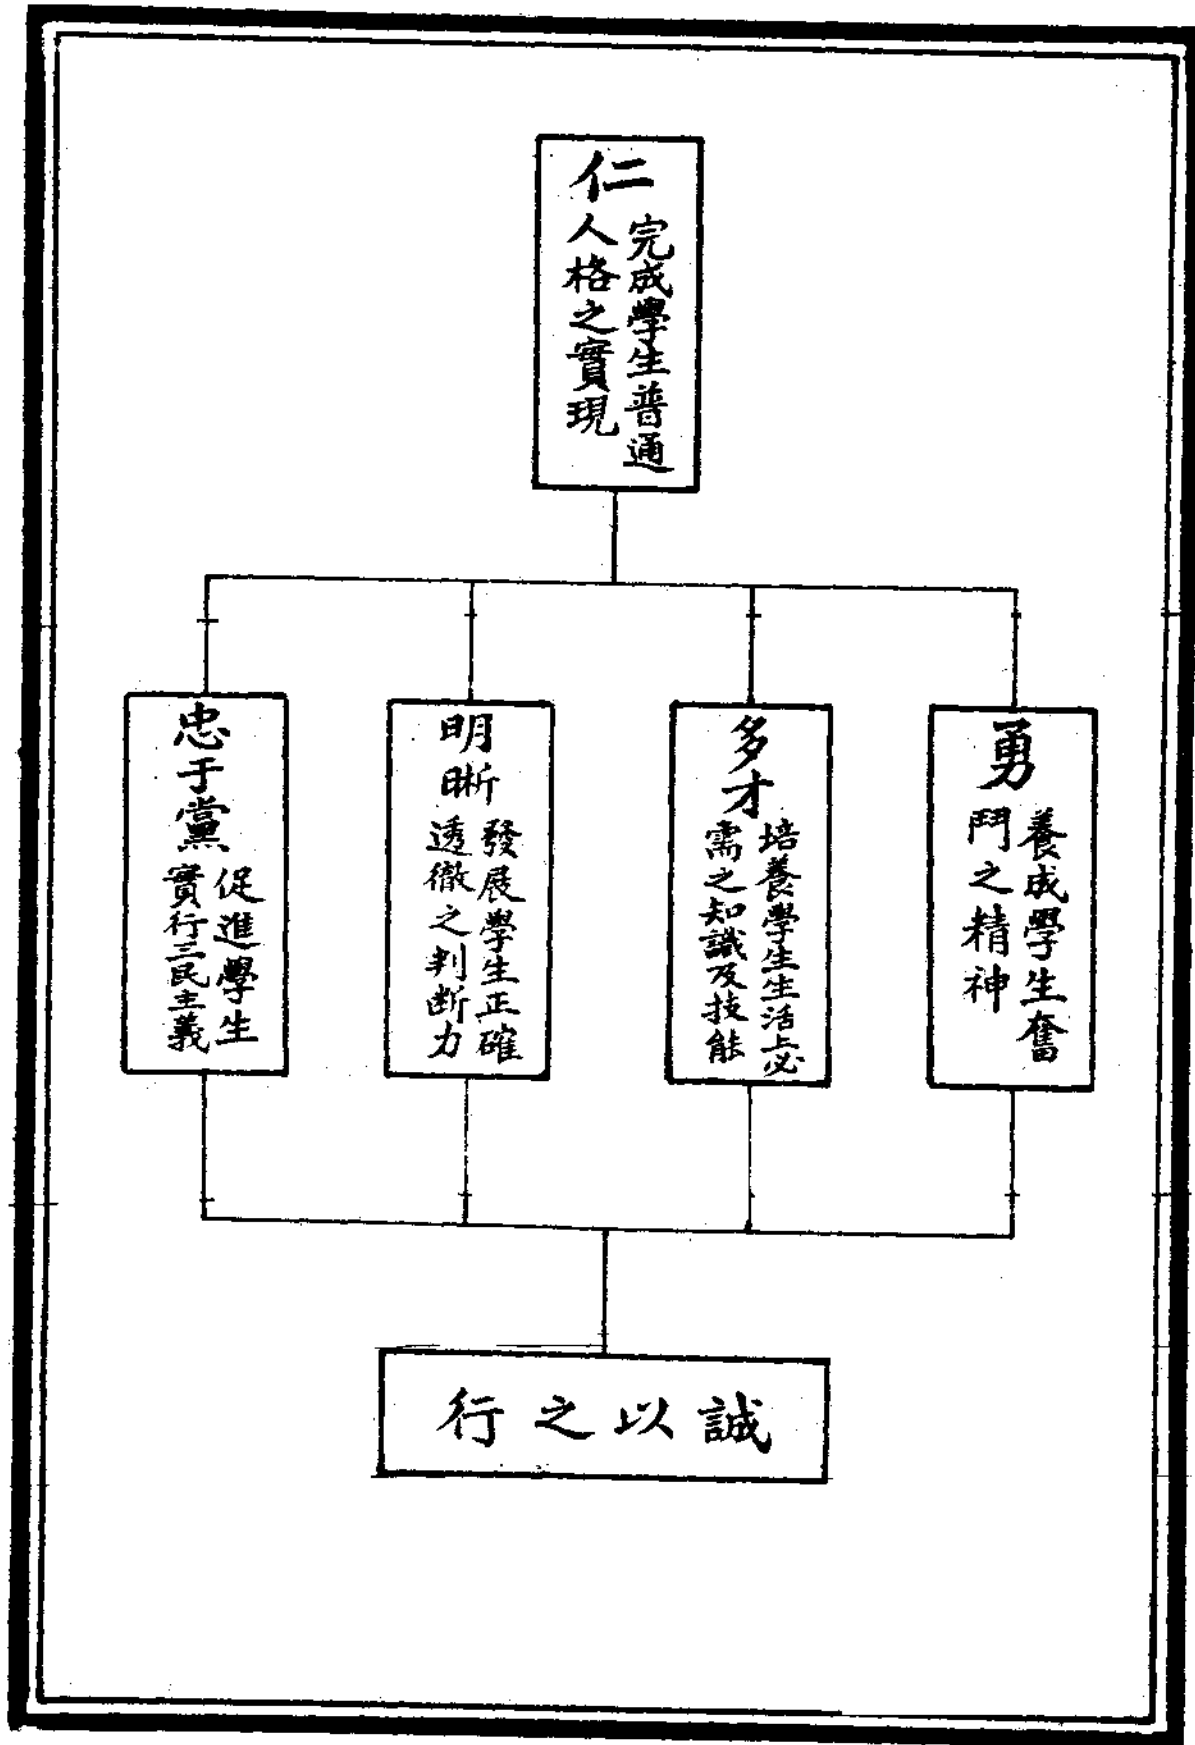 仁
完成學生普通
人格之實現
勇
養成學生奮
鬥之精神
多才
培養學生生活上必
需之知識及技能
明晰
發展學生正確
透徹之判断力
忠于黨
促進學生
實行三民主義
誠以之行